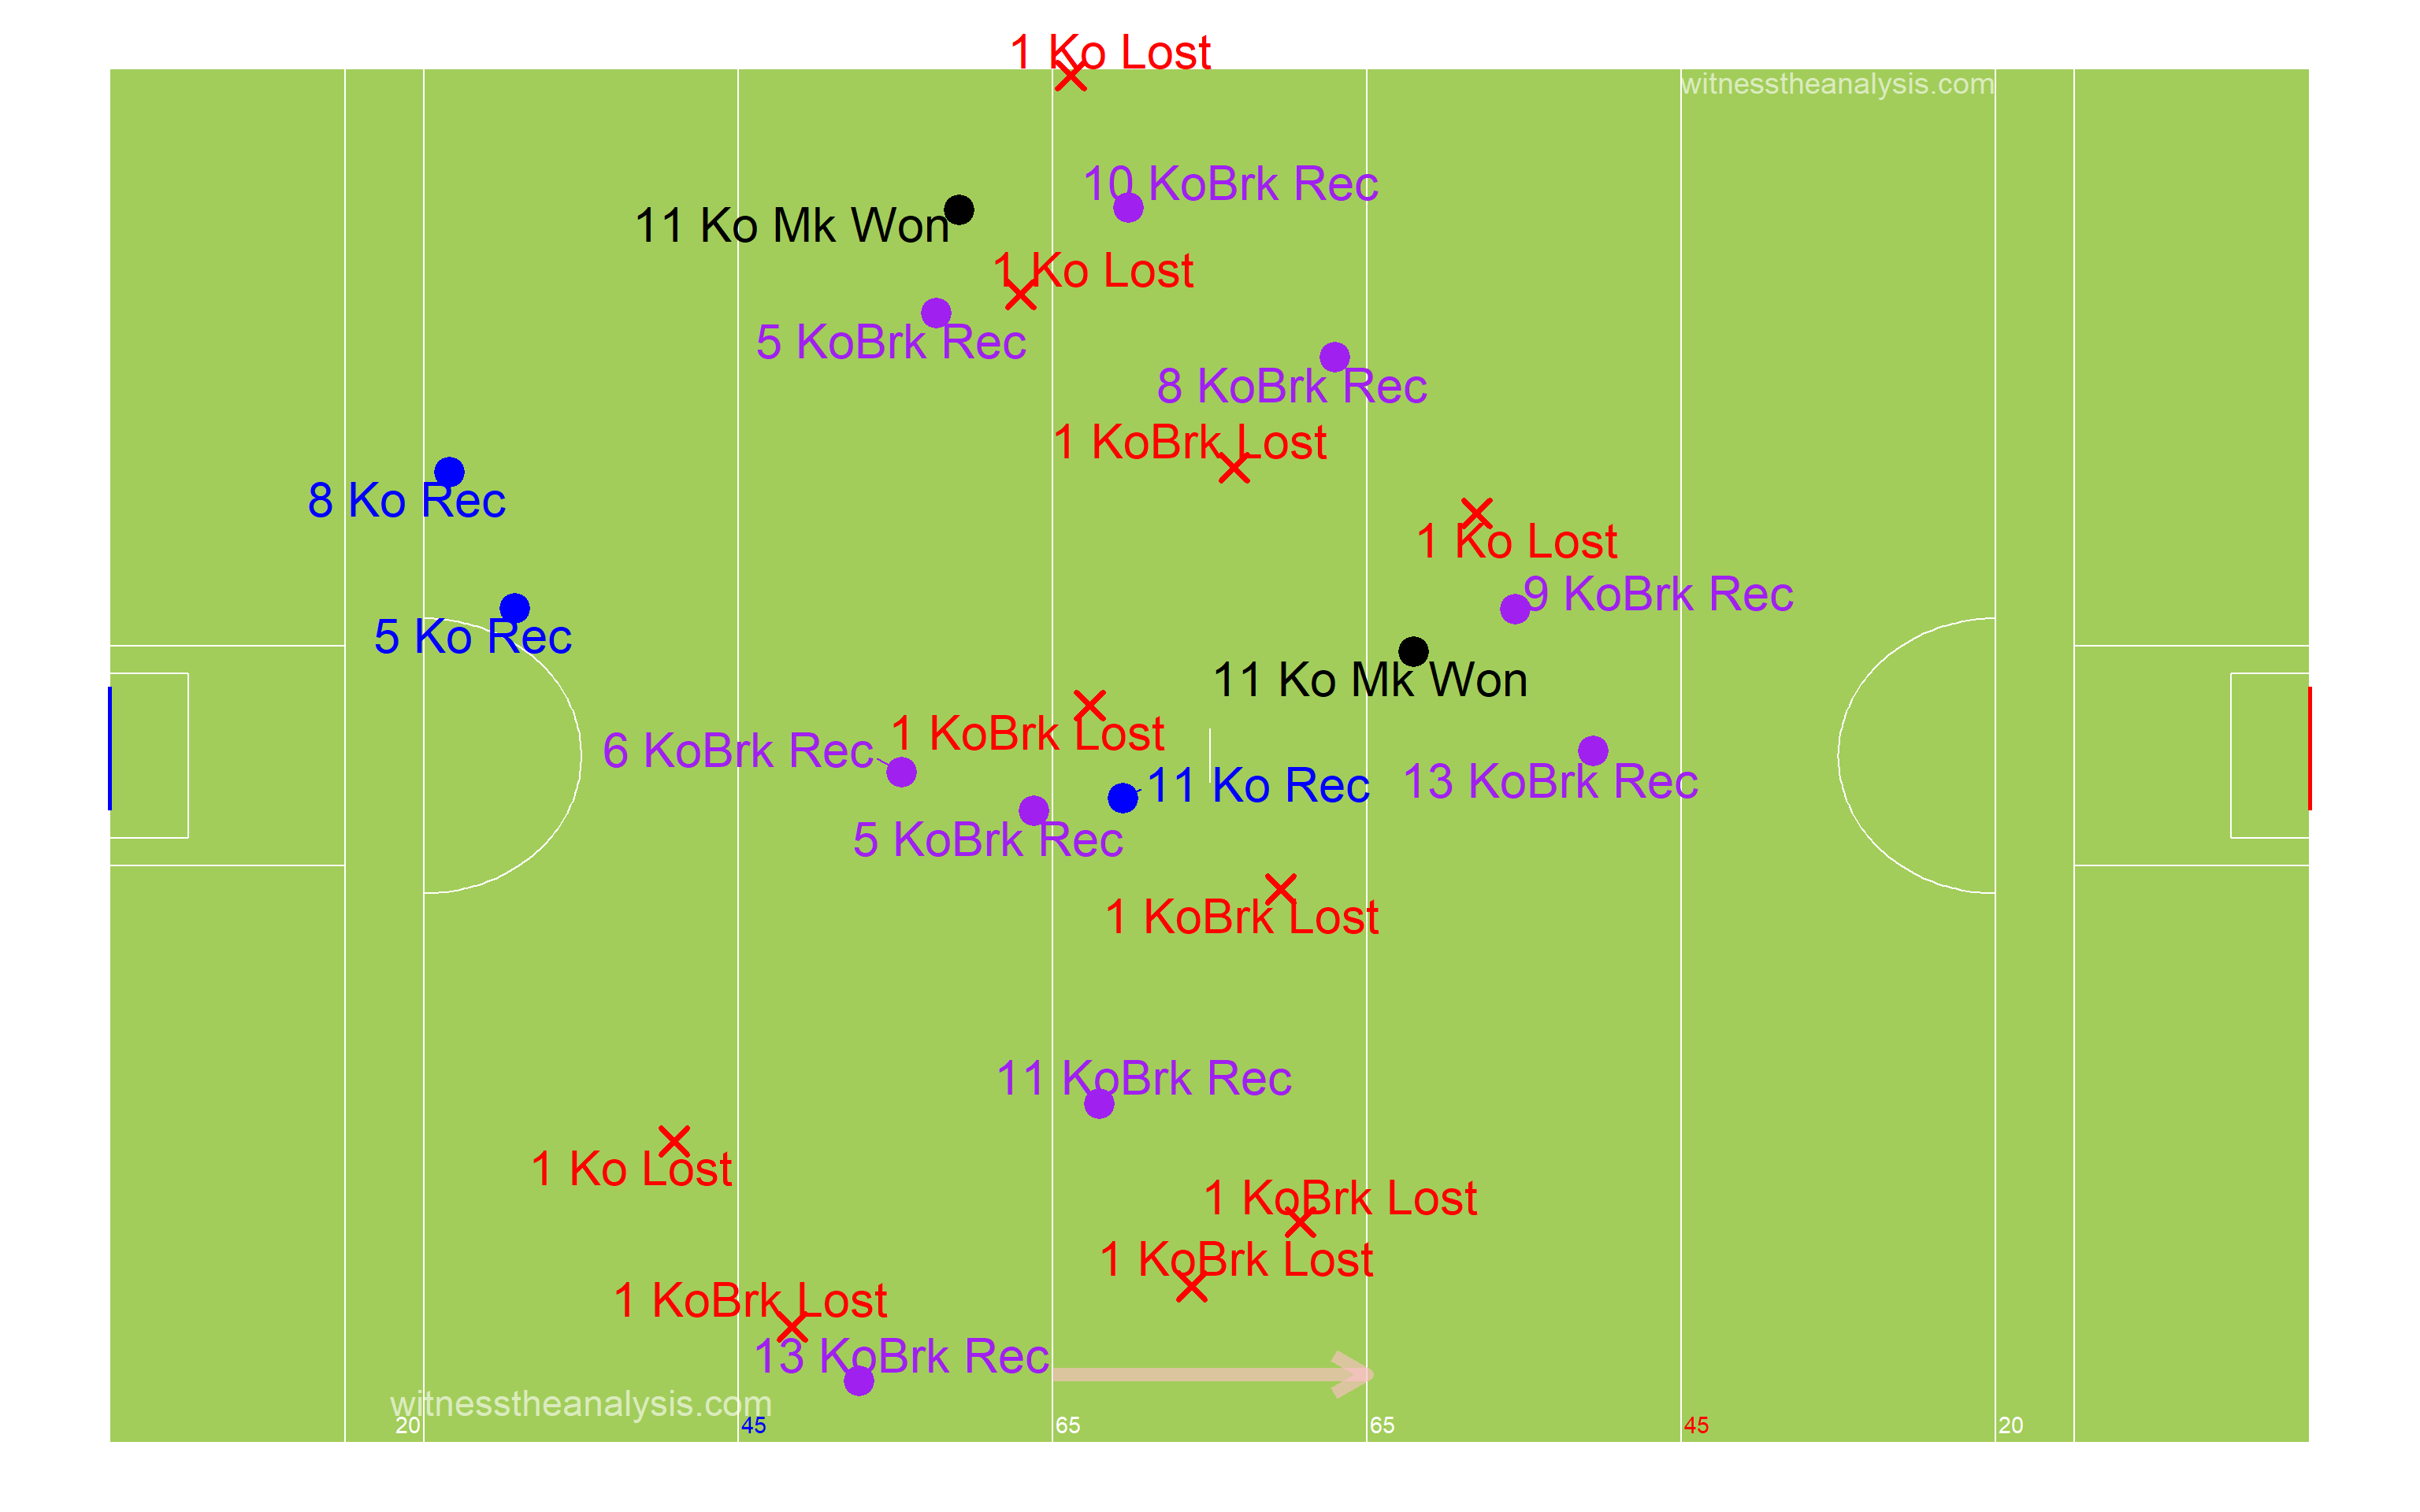 1 Ko Lost
witnesstheanalysis.com
10 KoBrk Rec
11 Ko Mk Won
1 Ko Lost
5 KoBrk Rec
8 KoBrk Rec
1 KoBrk Lost
8 Ko Rec
1 Ko Lost
9 KoBrk Rec
5 Ko Rec
11 Ko Mk Won
1 KoBrk Lost
6 KoBrk Rec
11 Ko Rec
13 KoBrk Rec
5 KoBrk Rec
1 KoBrk Lost
11 KoBrk Rec
1 Ko Lost
1 KoBrk Lost
1 KoBrk Lost
1 KoBrk Lost
13 KoBrk Rec
witnesstheanalysis.com
20 45 65 65 45 20